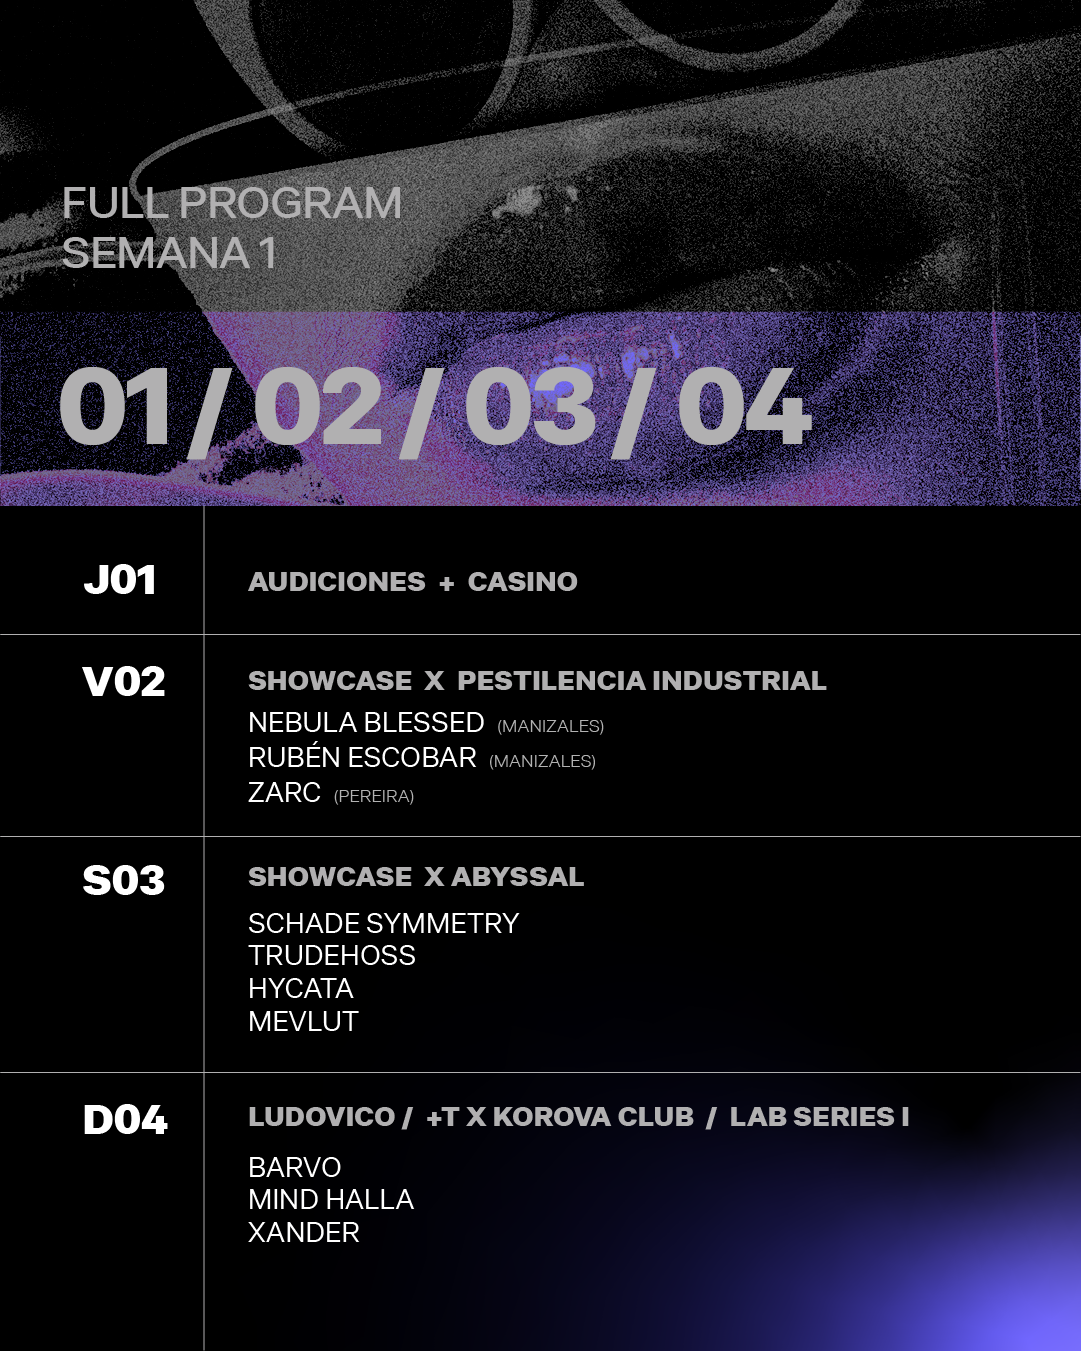 FULL PROGRAM
SEMANA 1
01 / 02 / 03 / 04
J01
AUDICIONES + CASINO
V02
SHOWCASE X PESTILENCIA INDUSTRIAL
NEBULA BLESSED (MANIZALES)
RUBÉN ESCOBAR (MANIZALES)
ZARC (PEREIRA)
S03
SHOWCASE X ABYSSAL
SCHADE SYMMETRY
TRUDEHOSS
HYCATA
MEVLUT
D04
LUDOVICO / +T X KOROVA CLUB / LAB SERIES I
BARVO
MIND HALLA
XANDER